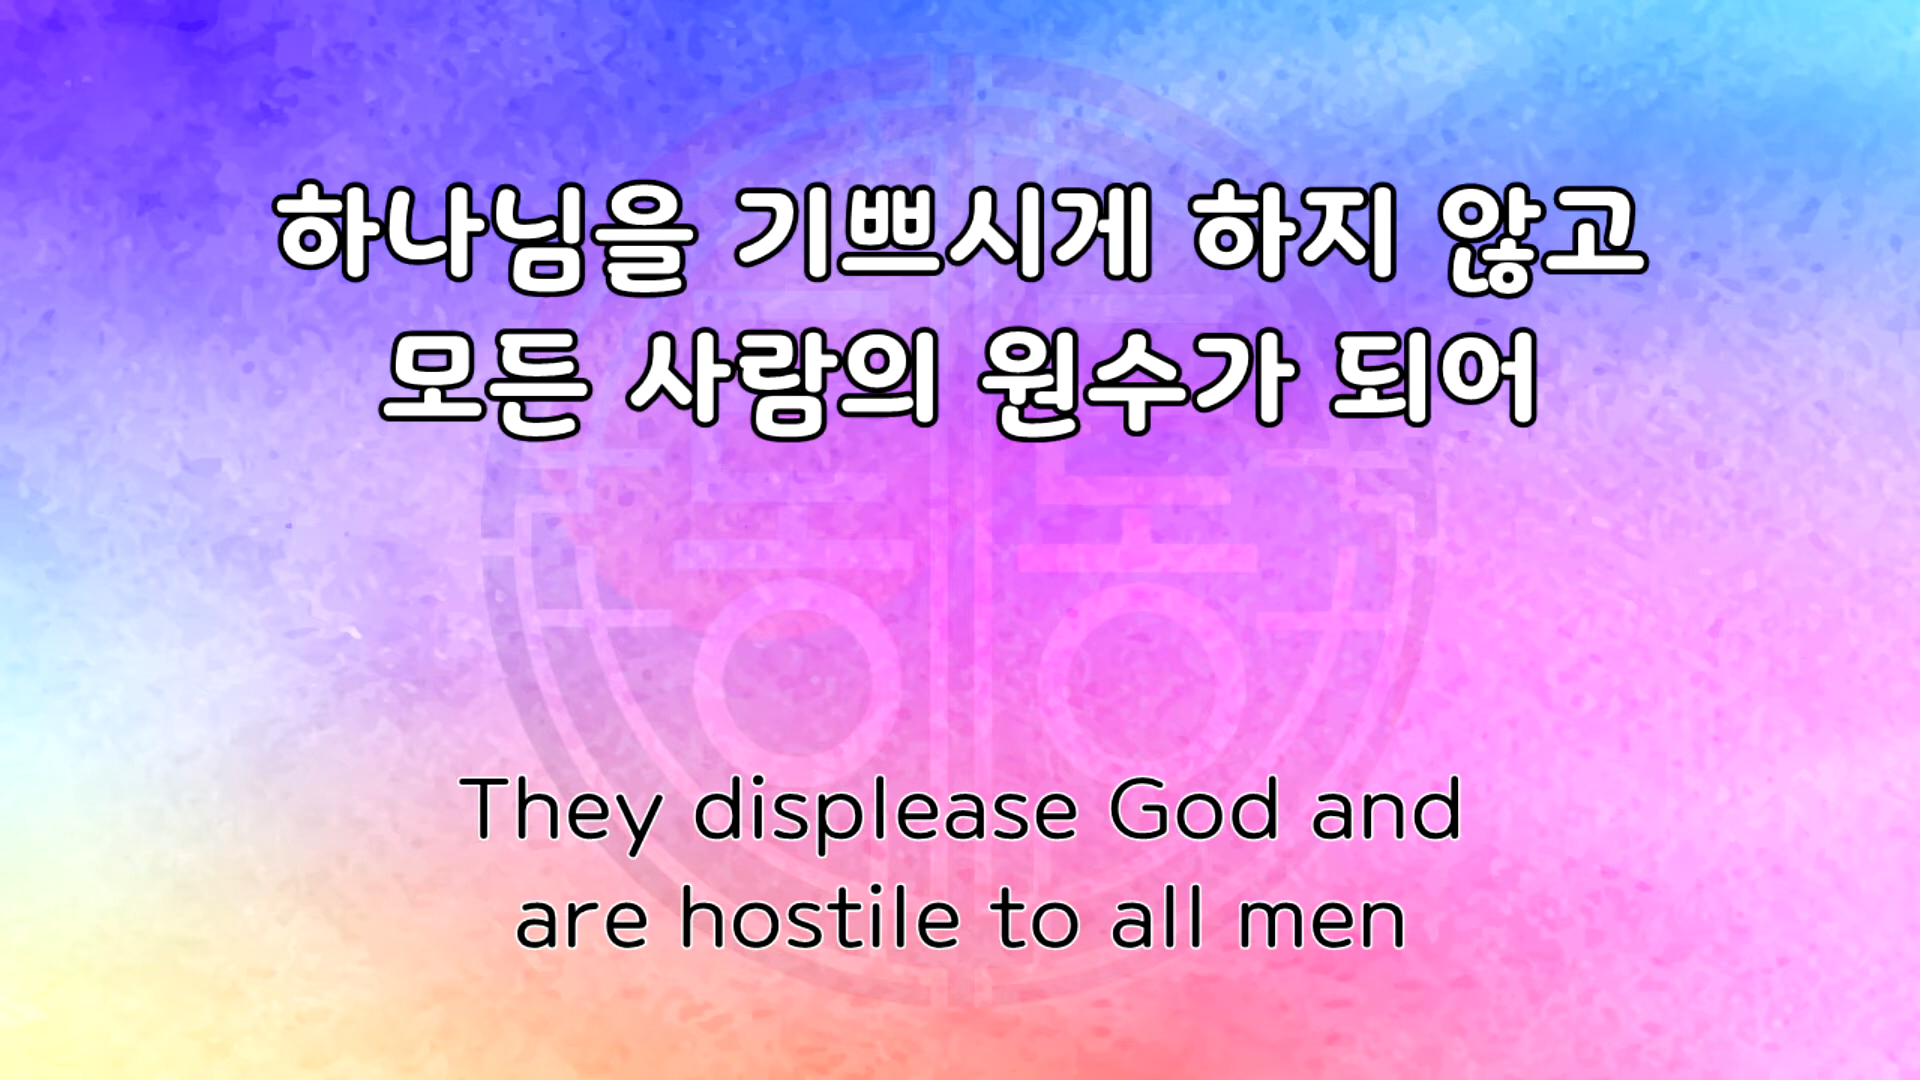 하나님을 기쁘시게 하지 않고
모든 사람의 원수가 되어
They displease God and
are hostile to all men